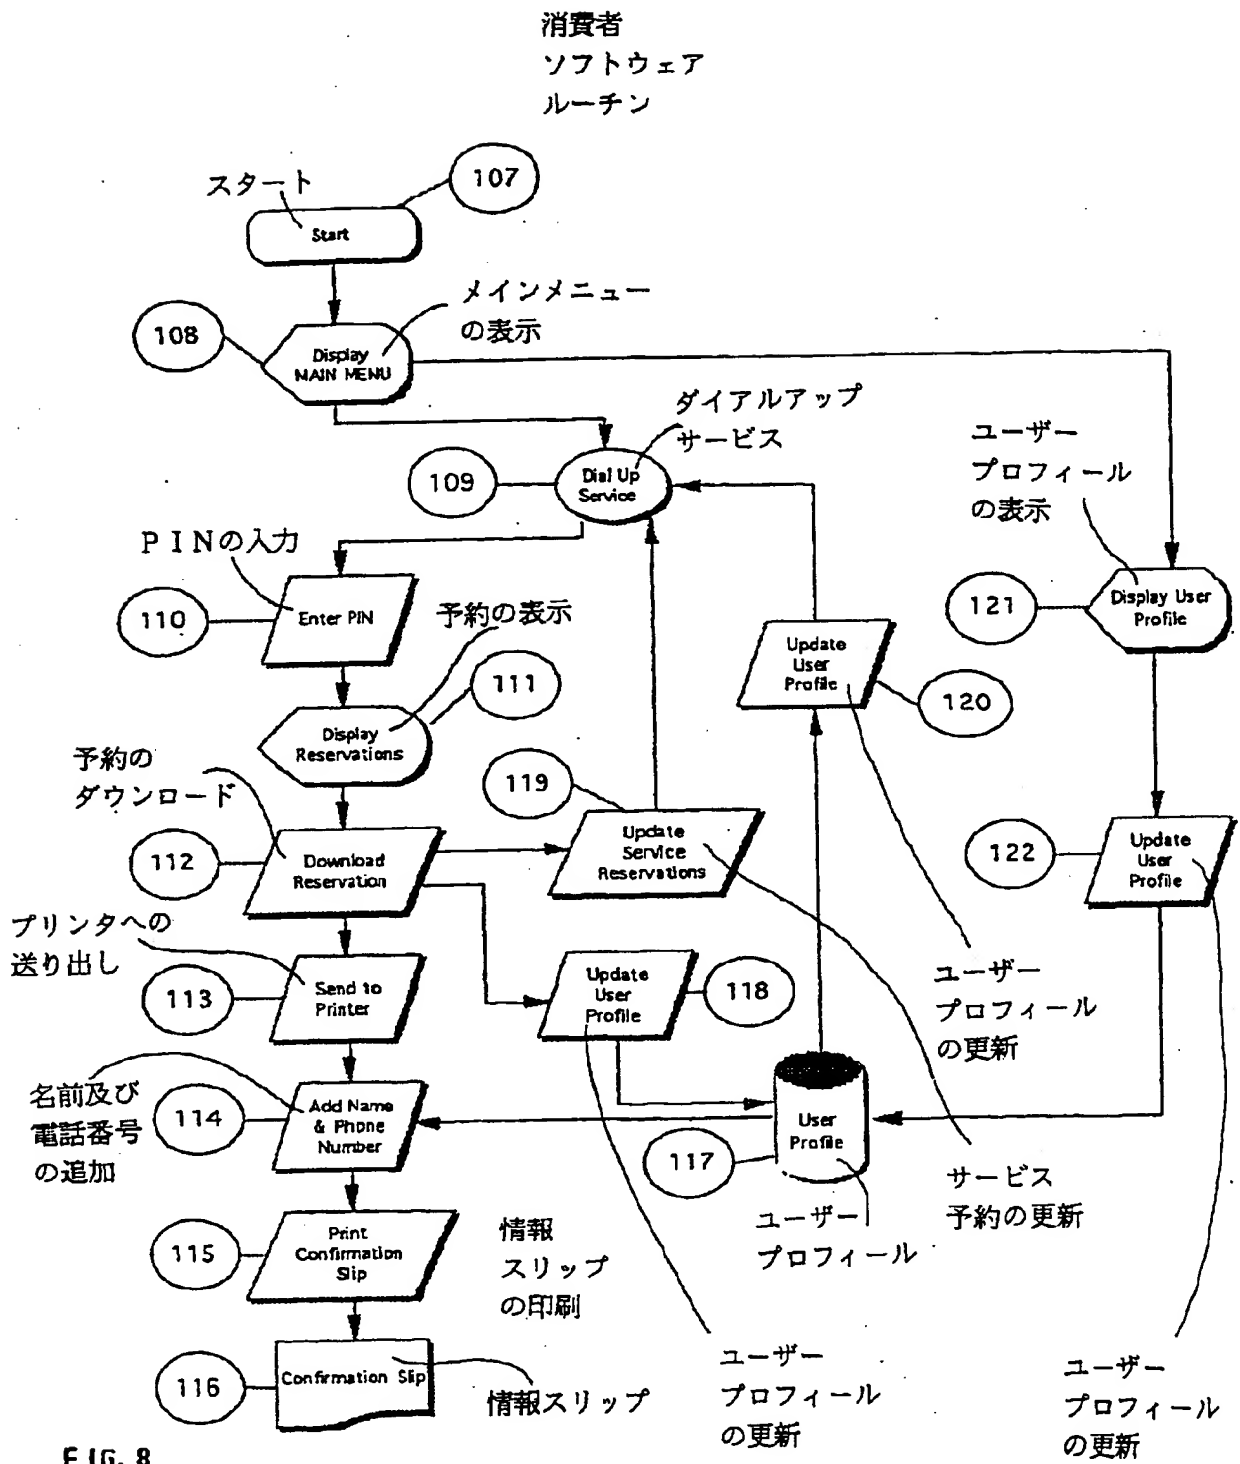 消費者
ソフトウェア
ルーチン
スタート
107
Start
メインメニュー
の表示
108
Display
MAIN MENU
ダイアルアップ
サービス
109
Dial Up
Service
ユーザー
プロフィール
の表示
PINの入力
110
Enter PIN
予約の表示
111
Display
Reservations
121
Display User
Profile
Update
User
Profile
120
予約の
ダウンロード
112
Download
Reservation
119
Update
Service
Reservations
122
Update
User
Profile
プリンタへの
送り出し
113
Send to
Printer
Update
User
Profile
118
ユーザー
プロフィール
の更新
名前及び
電話番号
の追加
114
Add Name
& Phone
Number
User
Profile
117
ユーザー
プロフィール
サービス
予約の更新
115
Print
Confirmation
Slip
情報
スリップ
の印刷
116
Confirmation Slip
情報スリップ
ユーザー
プロフィール
の更新
ユーザー
プロフィール
の更新
FIG. 8